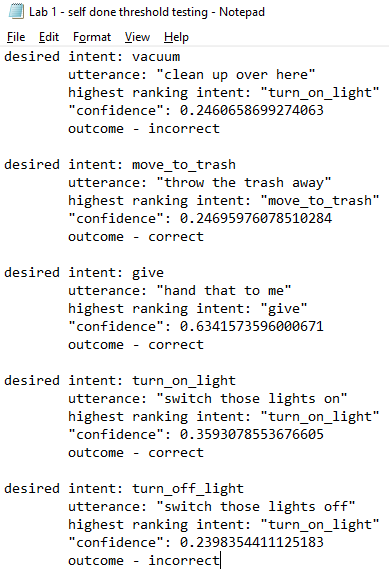 Lab 1 - self done threshold testing - Notepad
File Edit Format View Help
desired intent: vacuum
utterance: "clean up over here"
highest ranking intent: "turn_on_light"
"confidence": 0.2460658699274063
outcome - incorrect
desired intent: move_to_trash
utterance: "throw the trash away"
highest ranking intent: "move_to_trash"
"confidence": 0.24695976078510284
outcome - correct
desired intent: give
utterance: "hand that to me"
highest ranking intent: "give"
"confidence": 0.6341573596000671
outcome - correct
desired intent: turn_on_light
utterance: "switch those lights on"
highest ranking intent: "turn_on_light"
"confidence": 0.3593078553676605
outcome - correct
desired intent: turn_off_light
utterance: "switch those lights off"
highest ranking intent: "turn_on_light"
"confidence": 0.2398354411125183
outcome - incorrect